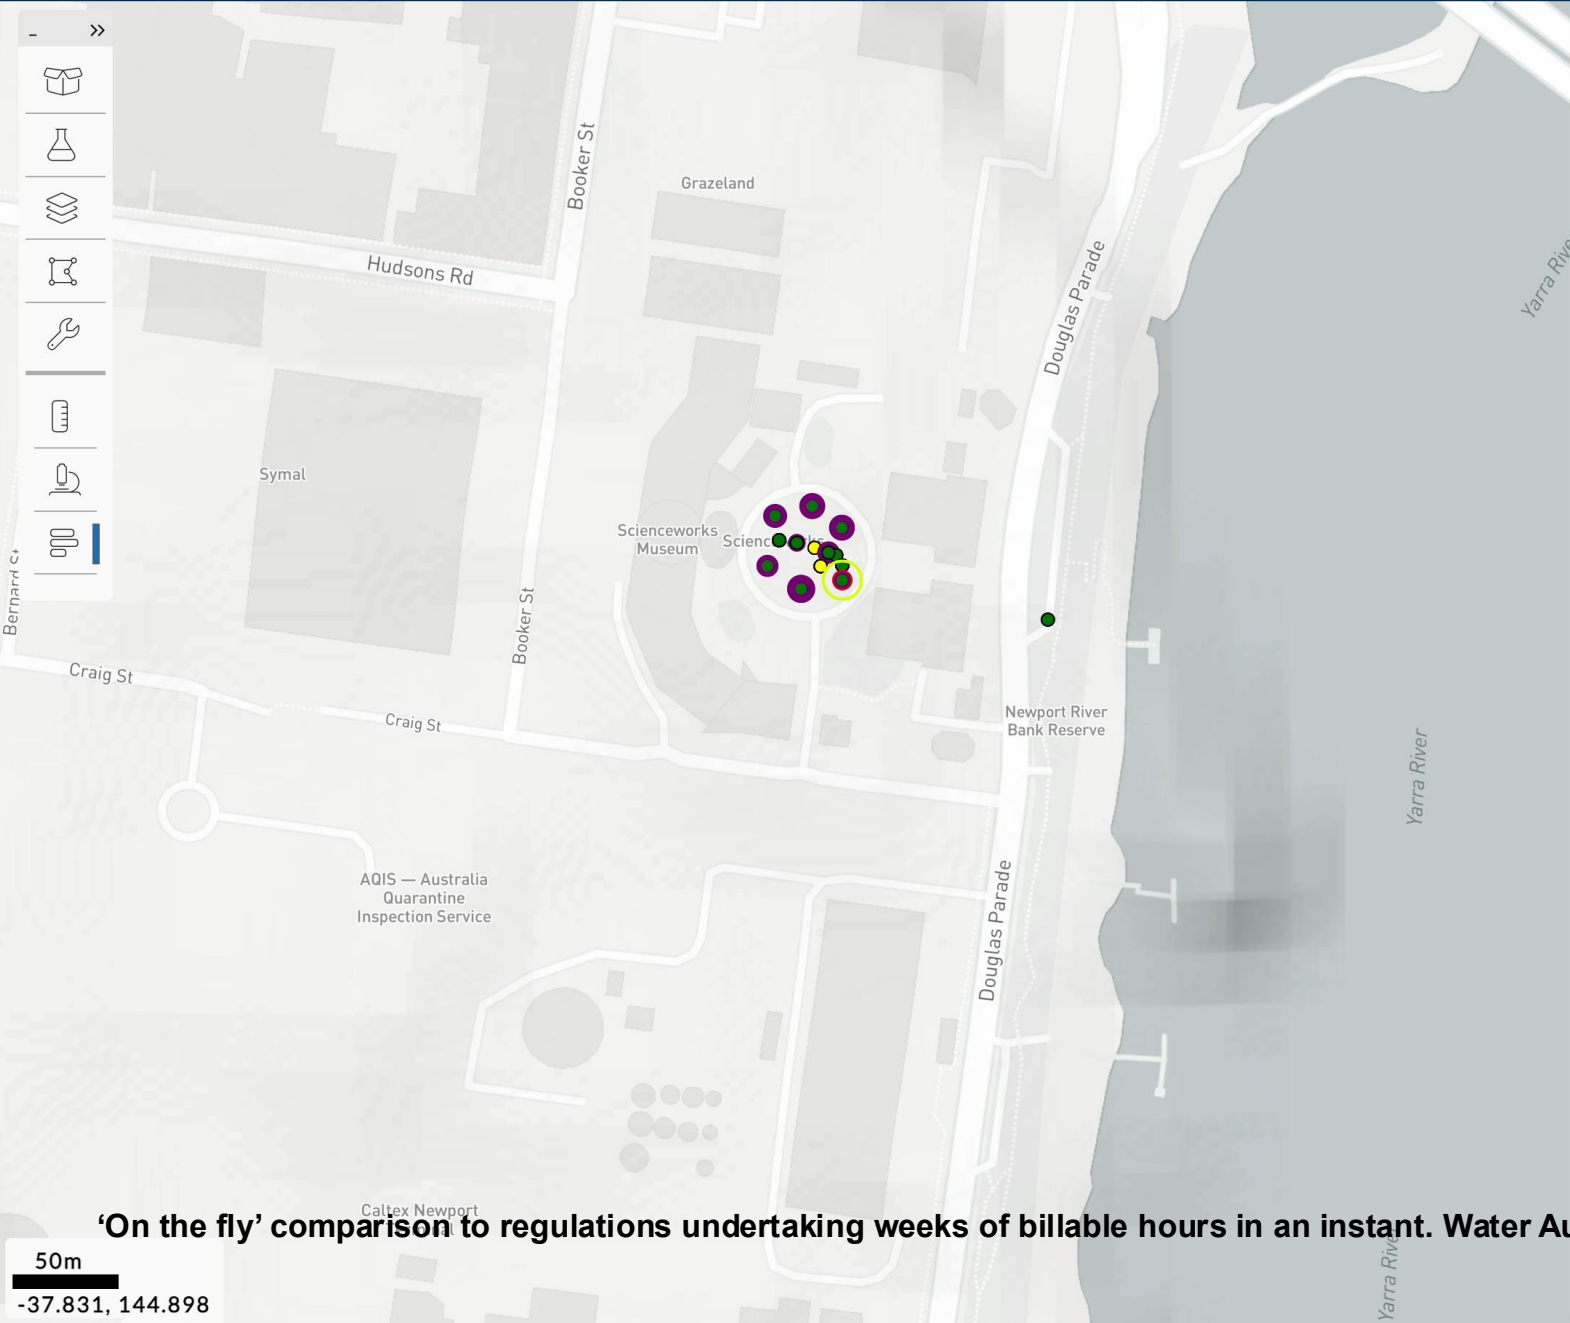 Booker St
Grazeland
Hudsons Rd
Douglas Parade
Yarra
Symal
Scienceworks
Museum
Bernard
Booker St
Craig St
Craig St
Newport River
Bank Reserve
Yarra River
AQIS — Australia
Quarantine
Inspection Service
Douglas Parade
Caltex Newport
‘On the fly’ comparison to regulations undertaking weeks of billable hours in an instant. Water
Yarra
50m
-37.831, 144.898